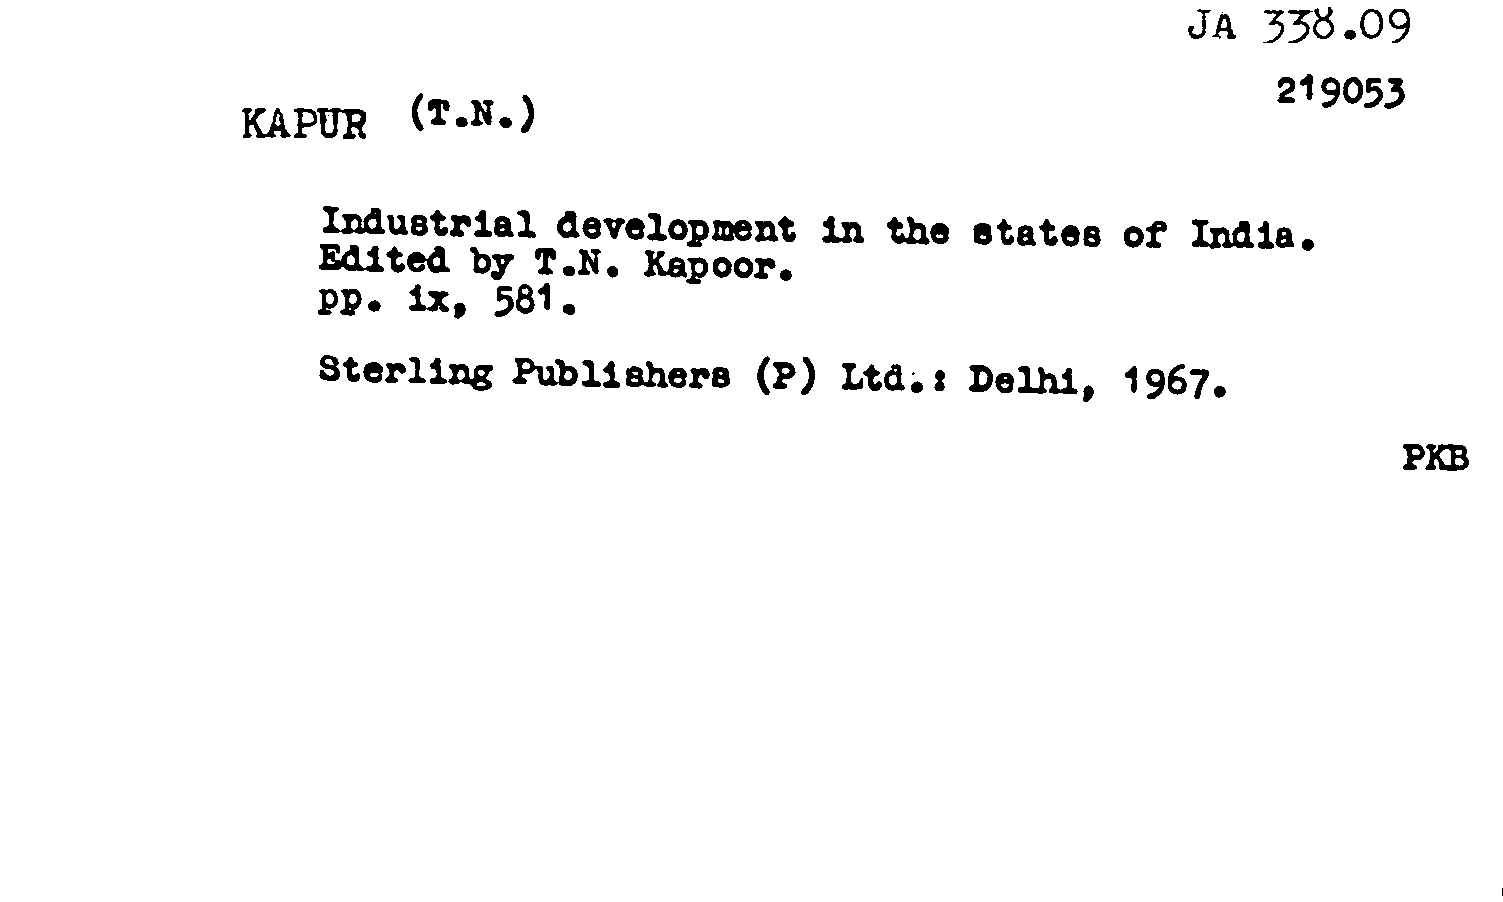 JA 338.09
219053
KAPUR (T.N.)
Industrial development in the states of India.
Edited by T.N. Kapoor.
pp. ix, 581.
Sterling Publishers (P) Ltd.: Delhi, 1967.
PKB